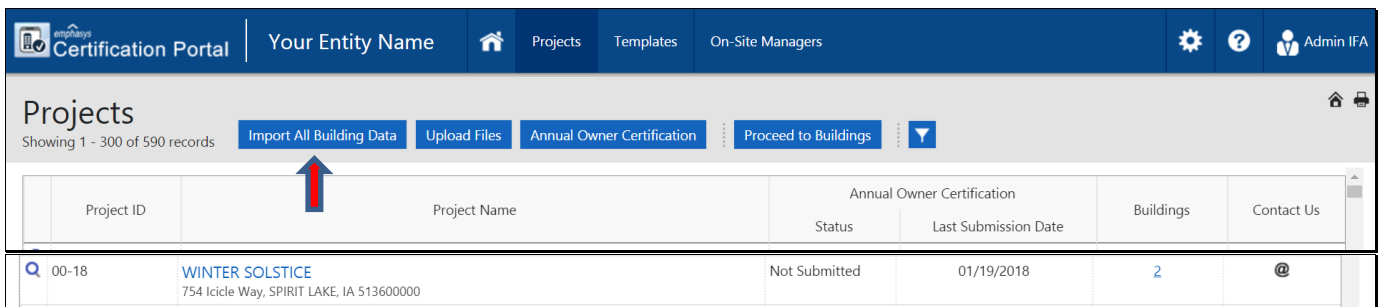 emphasys
Certification Portal Your Entity Name Projects Templates On-Site Managers Admin IFA
Projects
Showing 1 - 300 of 590 records Import All Building Data Upload Files Annual Owner Certification Proceed to Buildings
Project ID Project Name Annual Owner Certification Buildings Contact Us
Status Last Submission Date
00-18 WINTER SOLSTICE Not Submitted 01/19/2018 2 @
754 Icicle Way, SPIRIT LAKE, IA 513600000